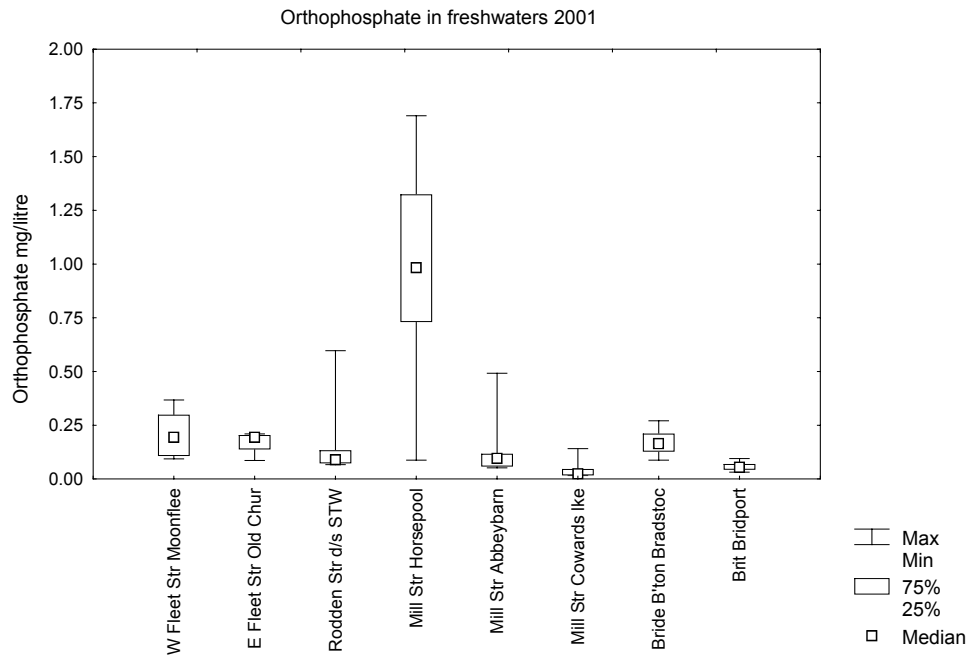 Orthophosphate in freshwaters 2001
Orthophosphate mg/litre
2.00
1.75
1.50
1.25
1.00
0.75
0.50
0.25
0.00
W Fleet Str Moonflee
E Fleet Str Old Chur
Rodden Str d/s STW
Mill Str Horsepool
Mill Str Abbeybarn
Mill Str Cowards lke
Bride B'ton Bradstoc
Brit Bridport
Max
Min
75%
25%
Median